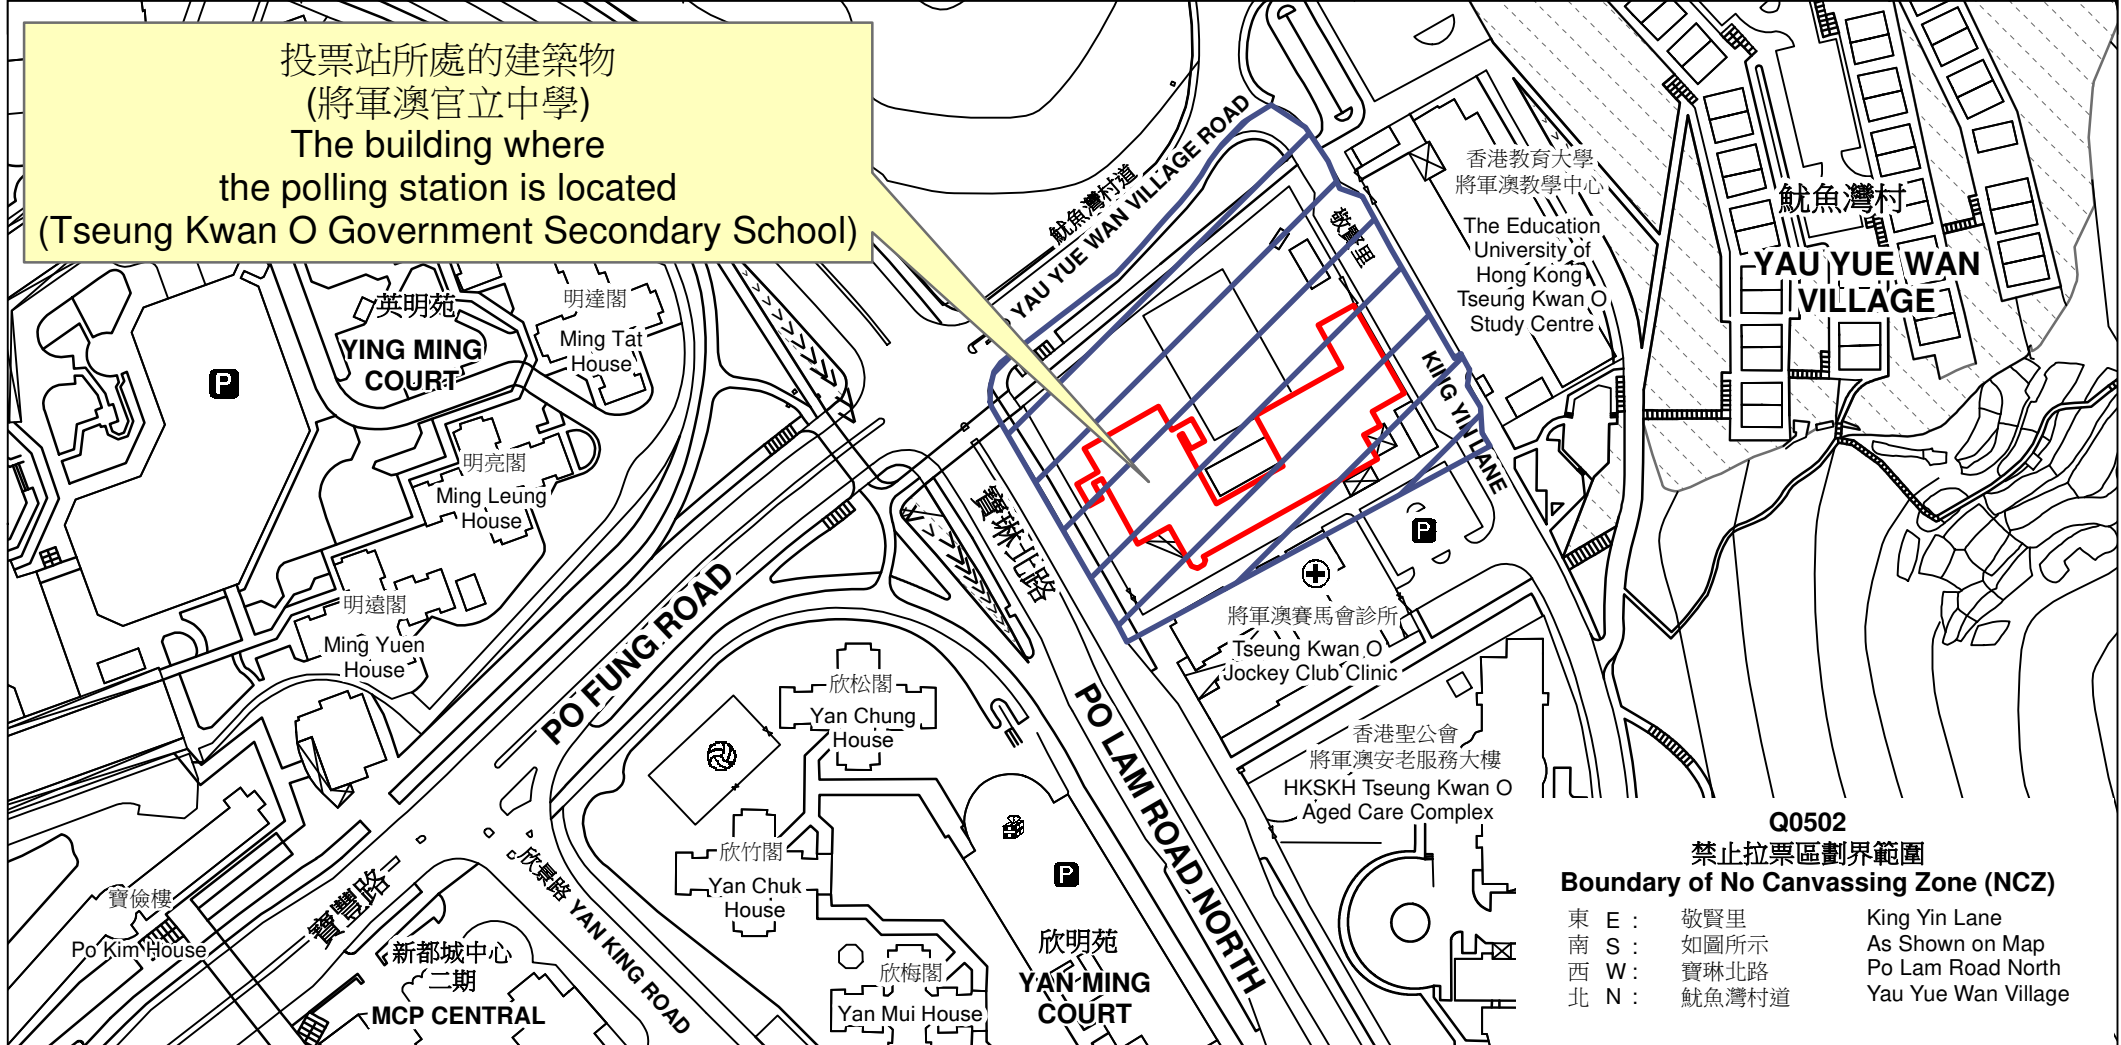 投票站所處的建築物
(將軍澳官立中學)
The building where
the polling station is located
(Tseung Kwan O Government Secondary School)
魷魚灣村道
YAU YUE WAN VILLAGE ROAD
敬賢里
KING YIN LANE
香港教育大學
將軍澳教學中心
The Education
University of
Hong Kong
Tseung Kwan O
Study Centre
魷魚灣村
YAU YUE WAN
VILLAGE
英明苑
YING MING
COURT
明達閣
Ming Tat
House
P
明亮閣
Ming Leung
House
明遠閣
Ming Yuen
House
寶琳北路
PO LAM ROAD NORTH
PO FUNG ROAD
寶豐路
P
將軍澳賽馬會診所
Tseung Kwan O
Jockey Club Clinic
欣松閣
Yan Chung
House
香港聖公會
將軍澳安老服務大樓
HKSKH Tseung Kwan O
Aged Care Complex
欣竹閣
Yan Chuk
House
P
欣景路 YAN KING ROAD
寶儉樓
Po Kim House
新都城中心
二期
MCP CENTRAL
欣梅閣
Yan Mui House
欣明苑
YAN MING
COURT
Q0502
禁止拉票區劃界範圍
Boundary of No Canvassing Zone (NCZ)
東 E : 敬賢里 King Yin Lane
南 S : 如圖所示 As Shown on Map
西 W : 寶琳北路 Po Lam Road North
北 N : 魷魚灣村道 Yau Yue Wan Village